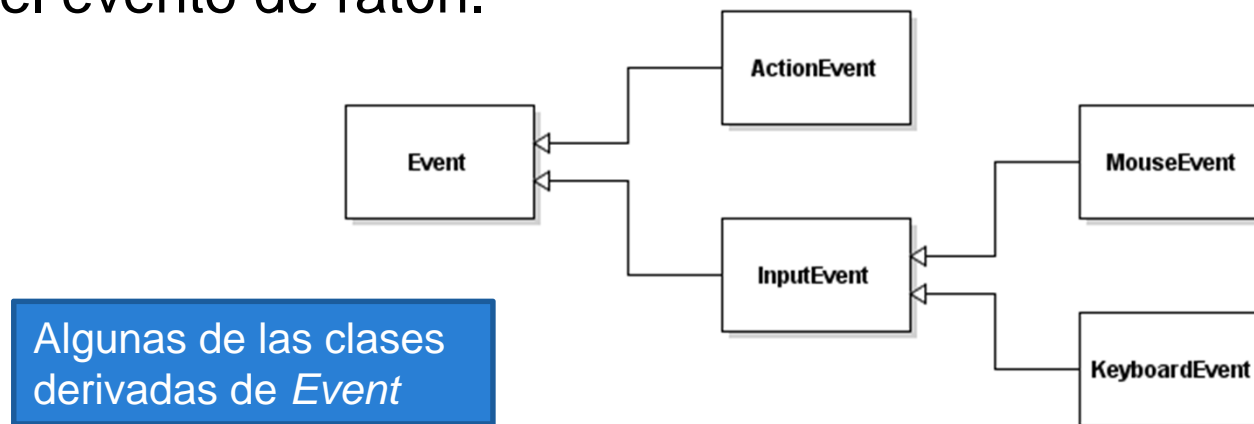 el evento de ratón.
ActionEvent
Event
MouseEvent
InputEvent
KeyboardEvent
Algunas de las clases
derivadas de Event